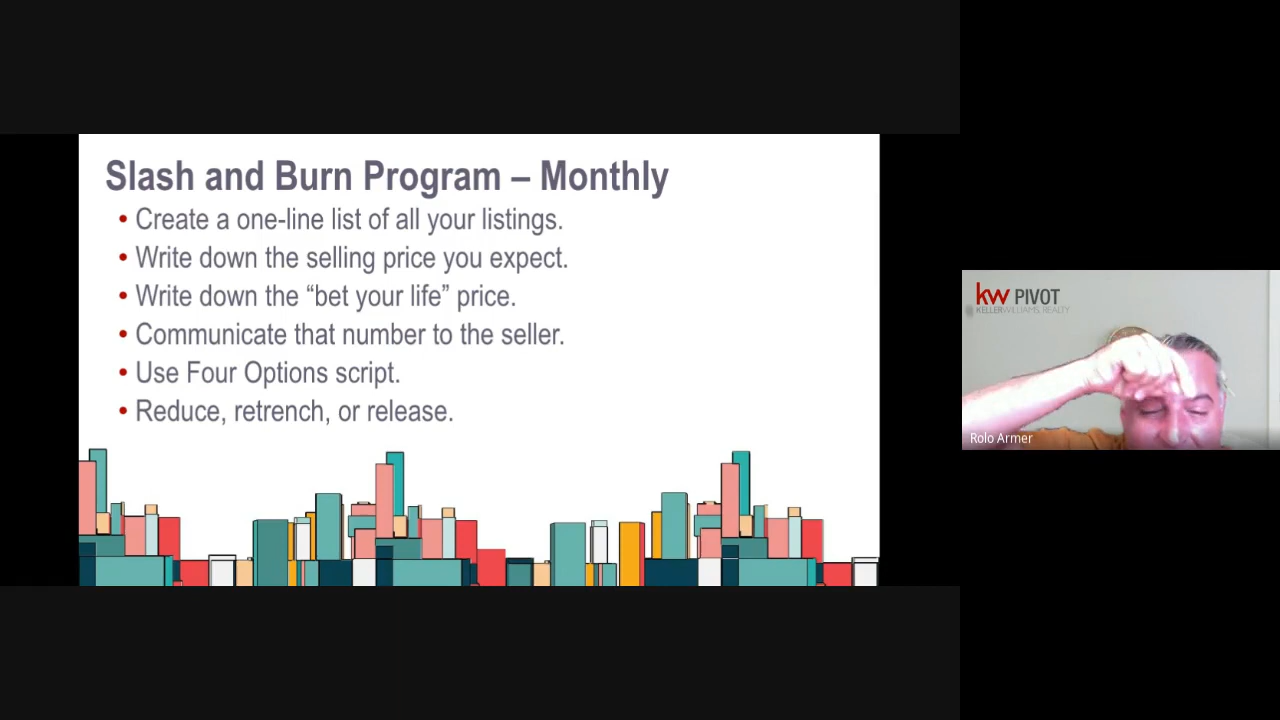 Slash and Burn Program – Monthly
• Create a one-line list of all your listings.
• Write down the selling price you expect.
• Write down the “bet your life” price.
• Communicate that number to the seller.
• Use Four Options script.
• Reduce, retrench, or release.
kw PIVOT
KELLERWILLIAMS. REALTY
Rolo Armer